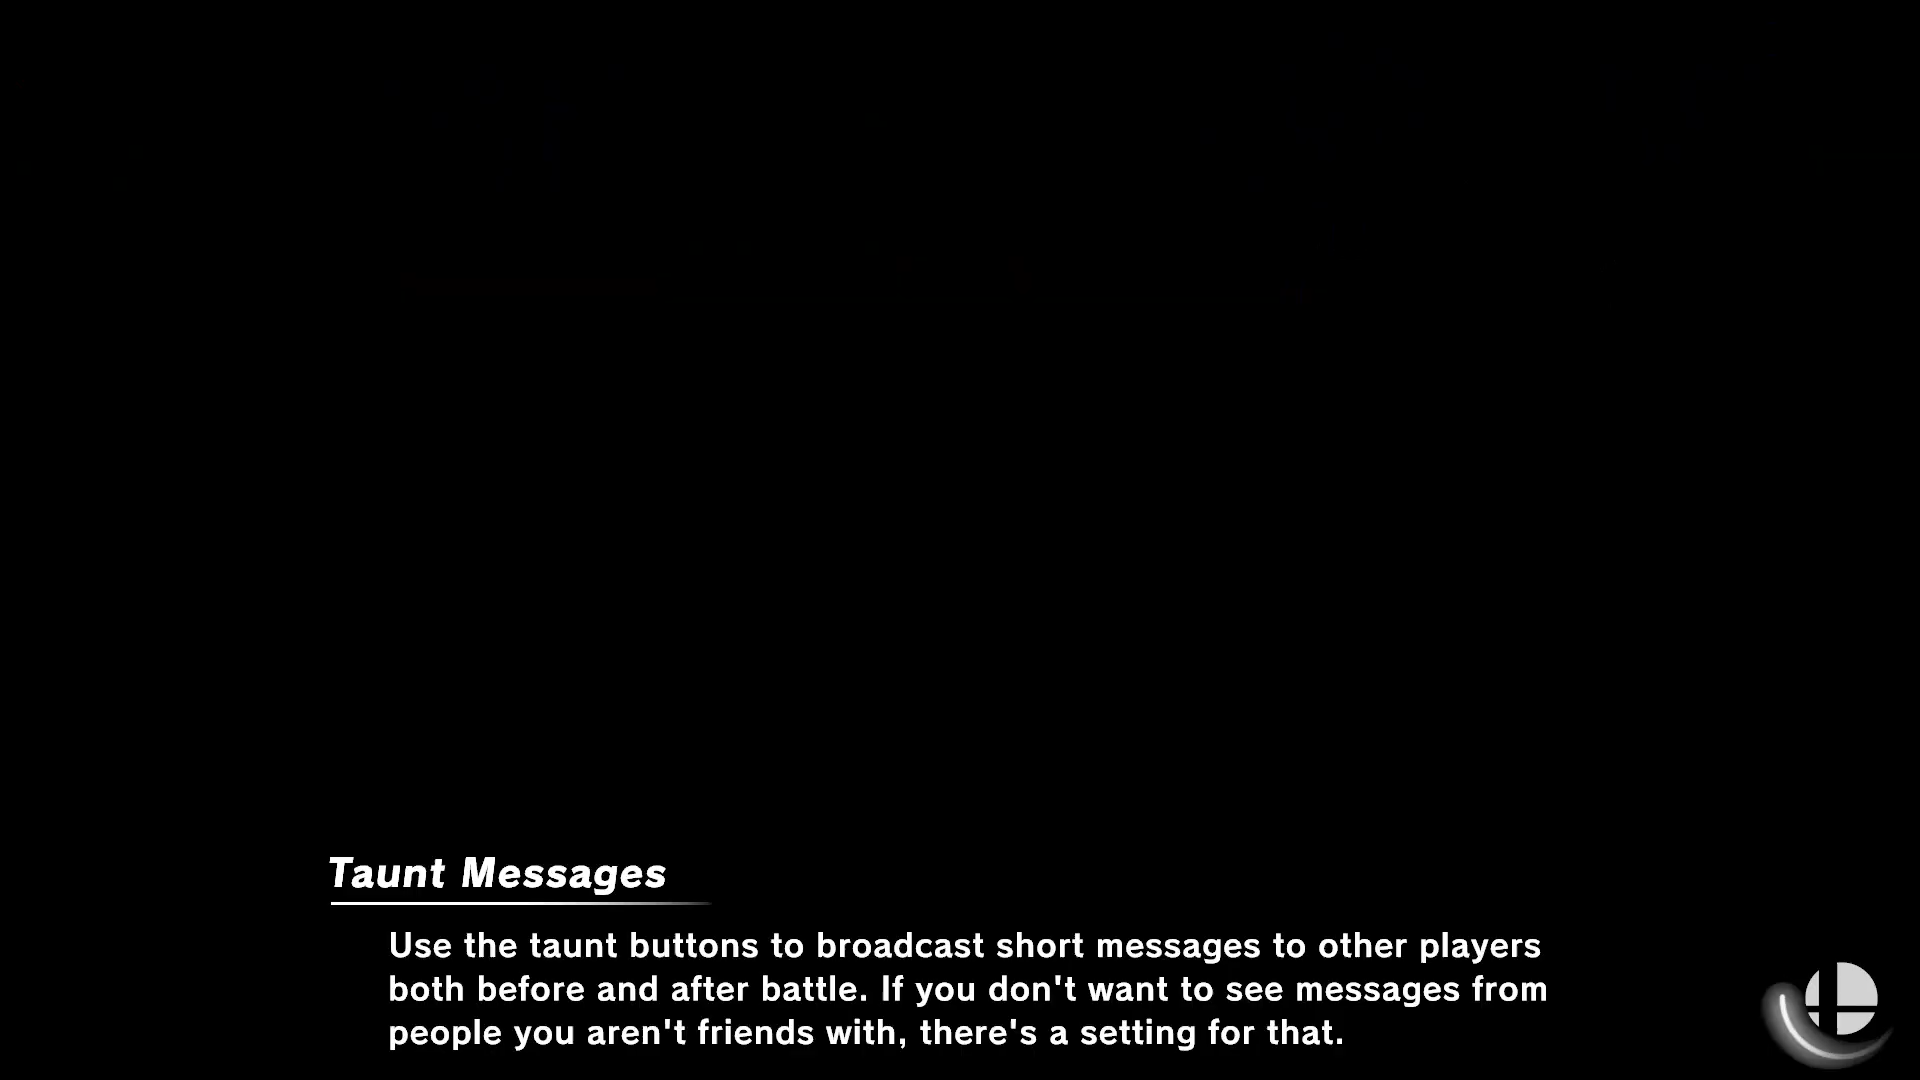 Taunt Messages
Use the taunt buttons to broadcast short messages to other players
both before and after battle. If you don't want to see messages from
people you aren't friends with, there's a setting for that.